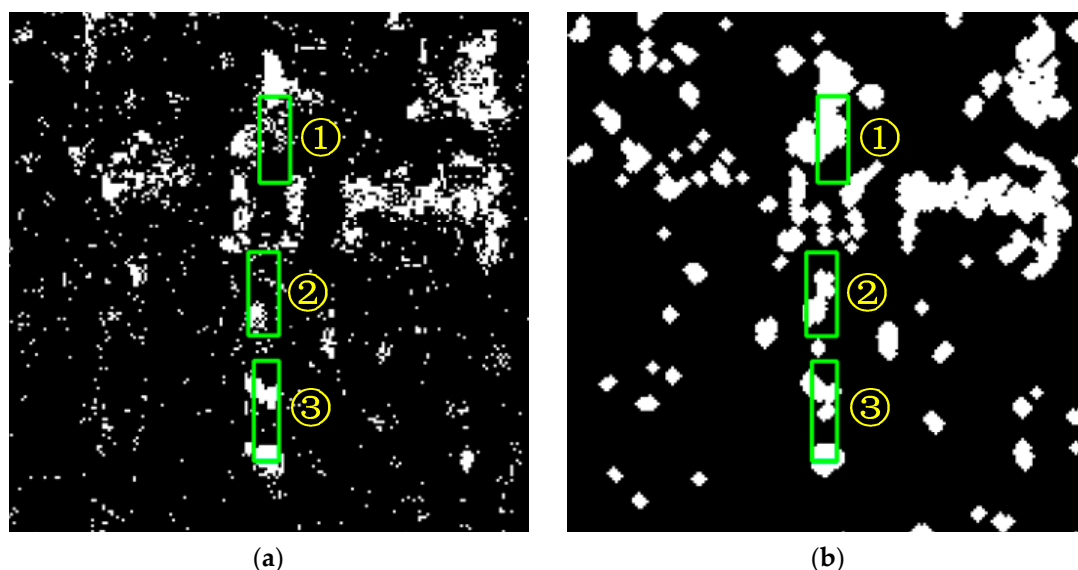 ① ①
② ②
③ ③
(a) (b)